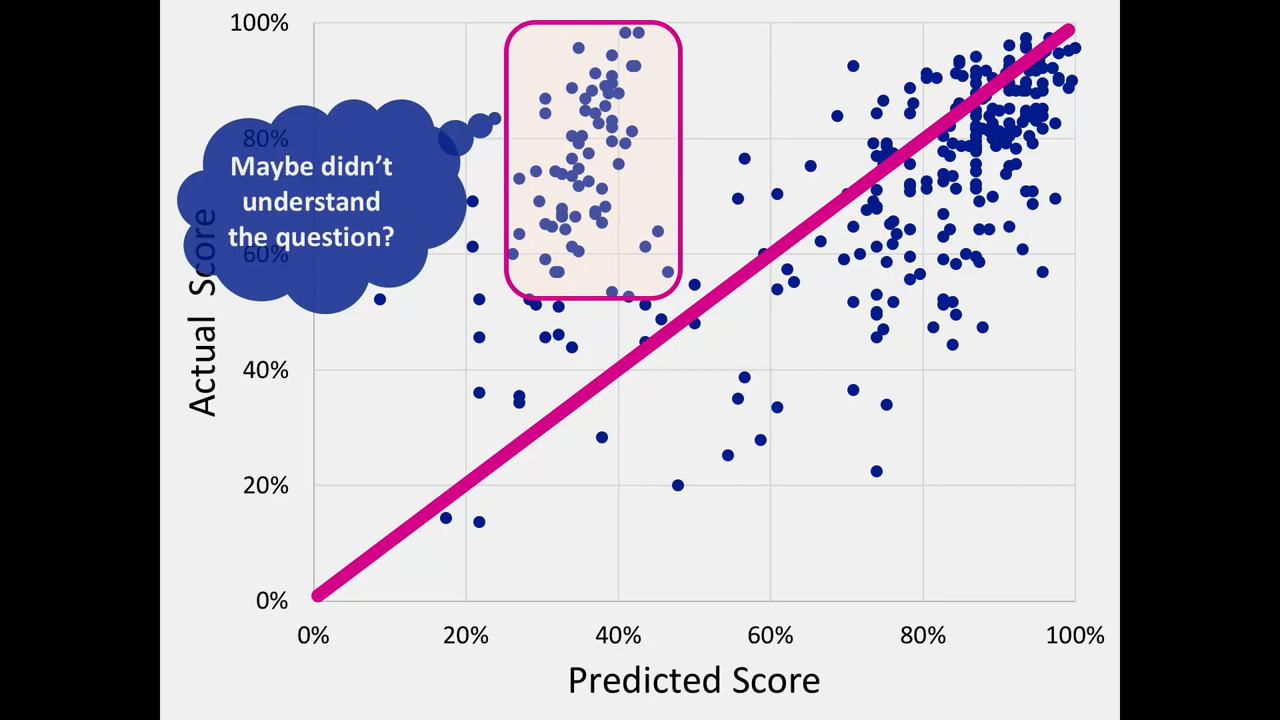 100%
80%
60%
40%
20%
0%
Actual Score
Maybe didn't
understand
the question?
0%
20%
40%
60%
80%
100%
Predicted Score